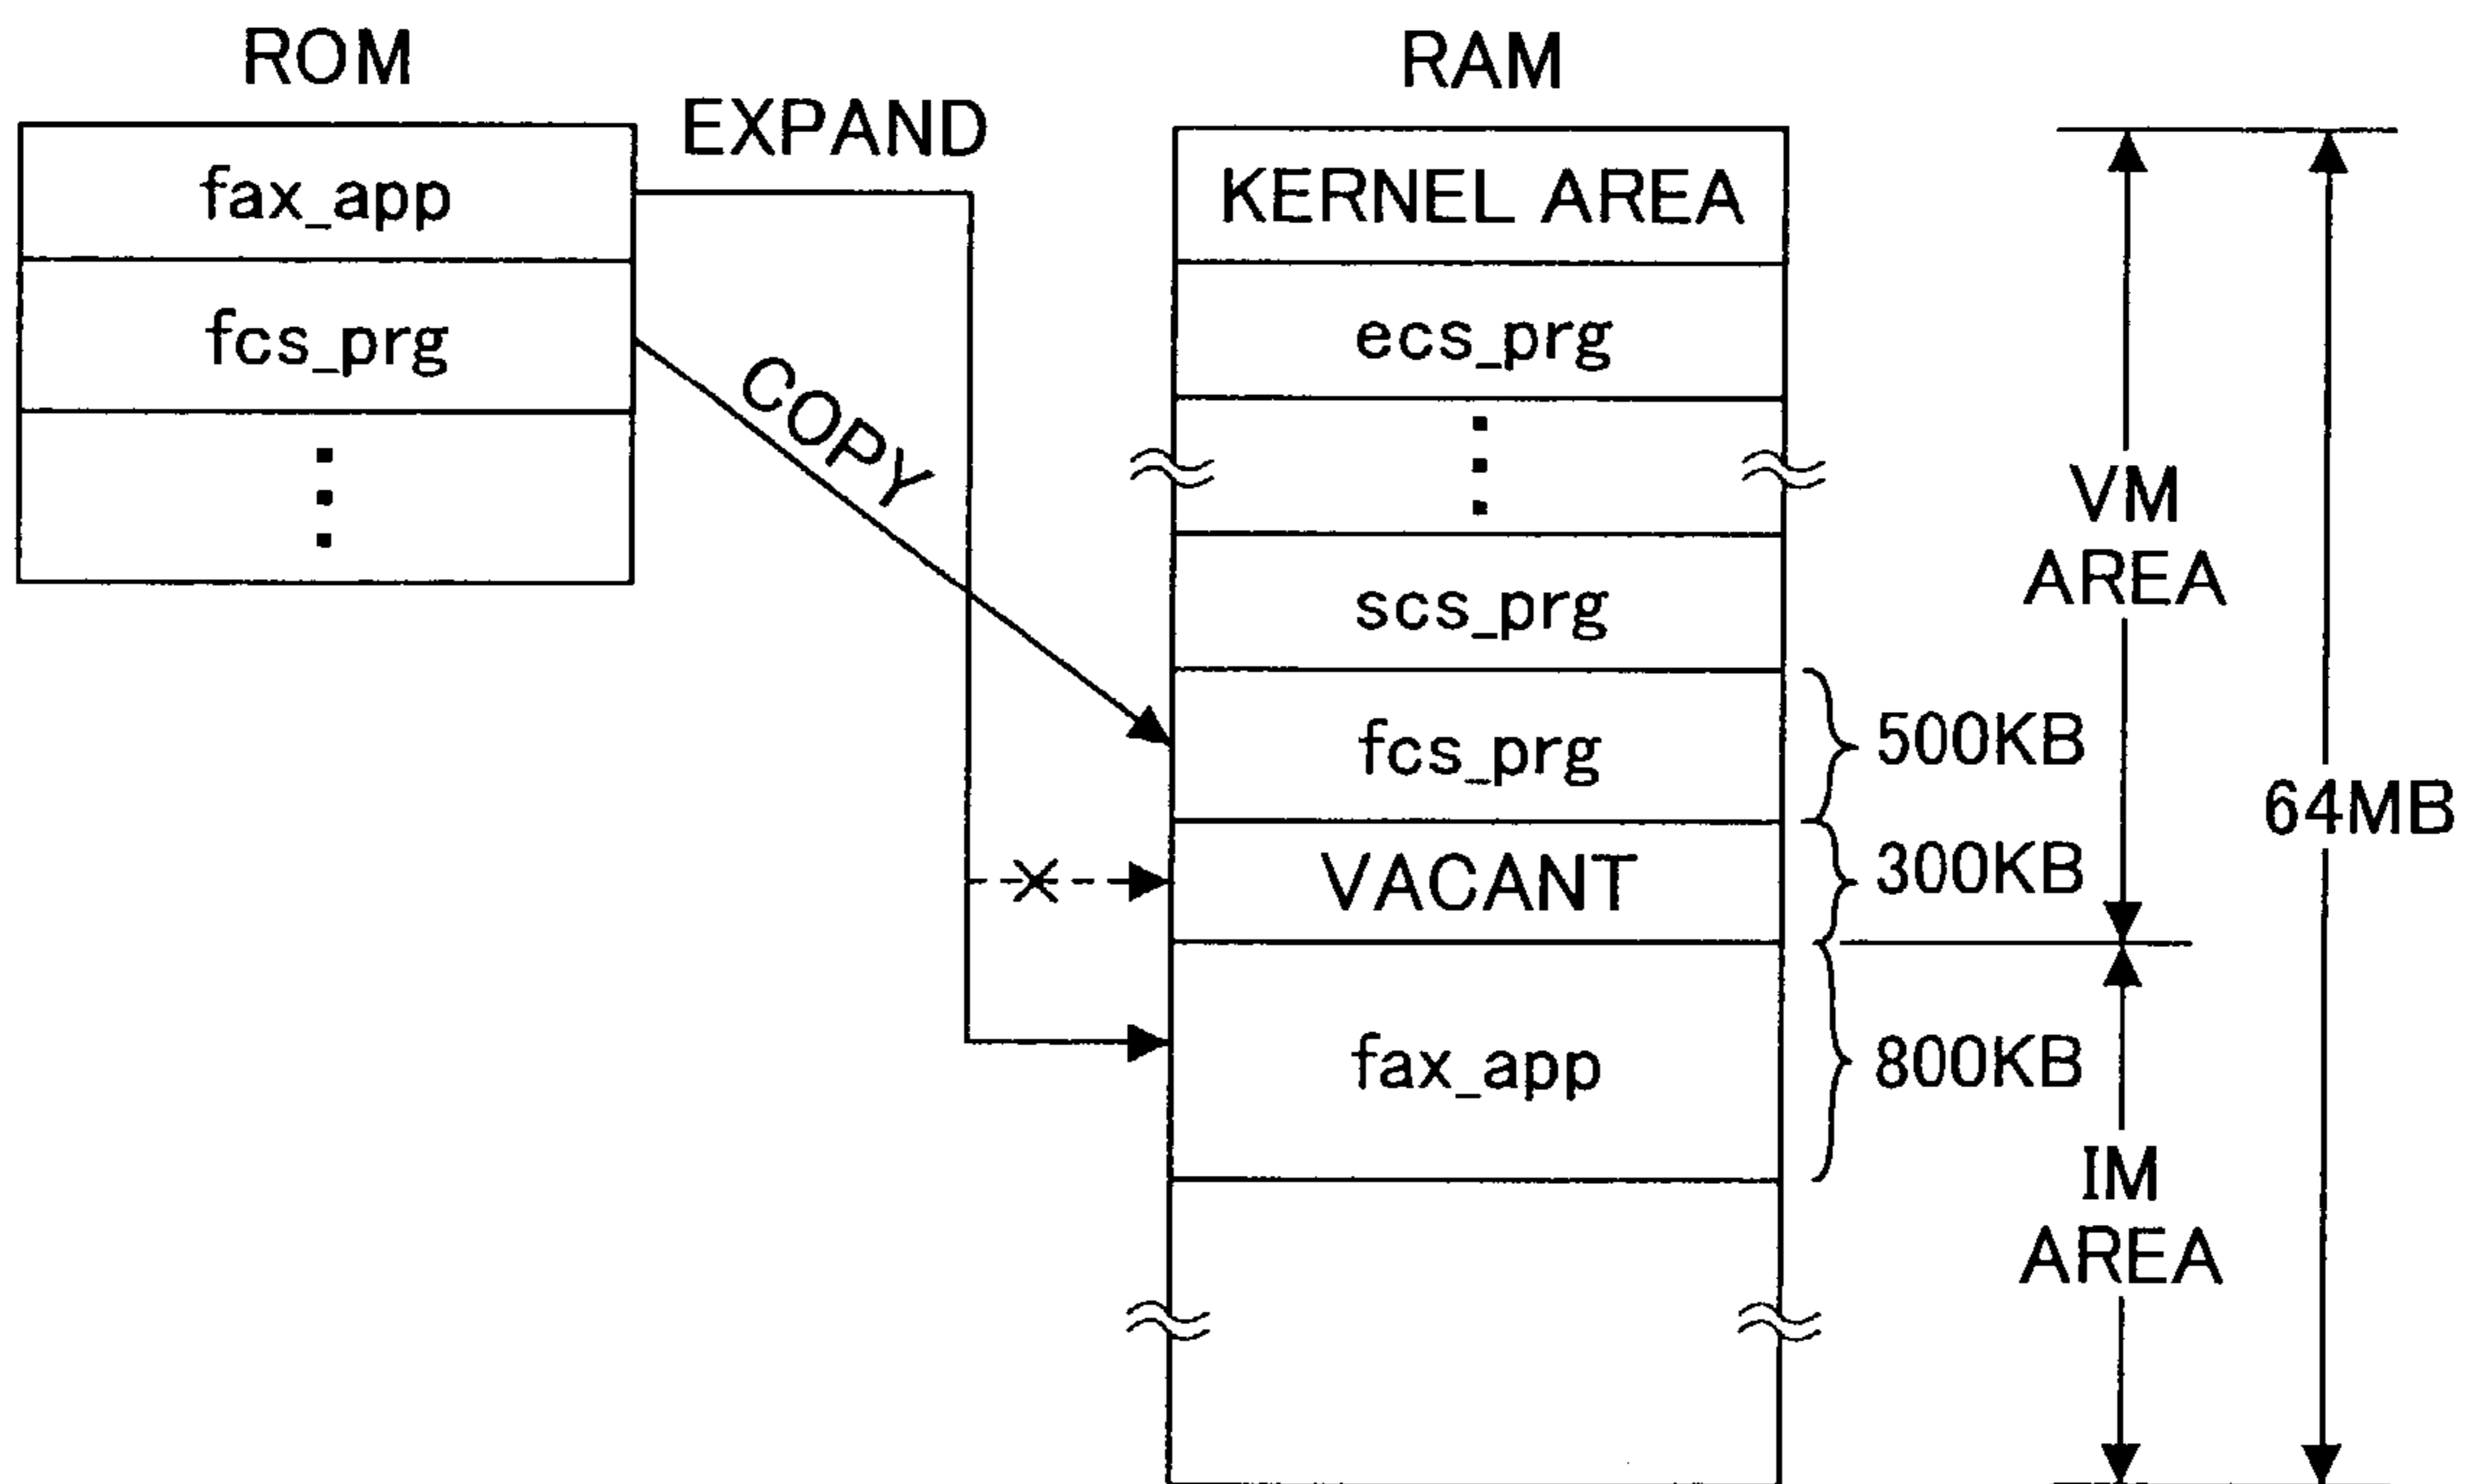 ROM
EXPAND
fax_app
fcs_prg
COPY
RAM
KERNEL AREA
ecs_prg
scs_prg
fcs_prg
VACANT
fax_app
500KB
300KB
800KB
VM
AREA
IM
AREA
64MB